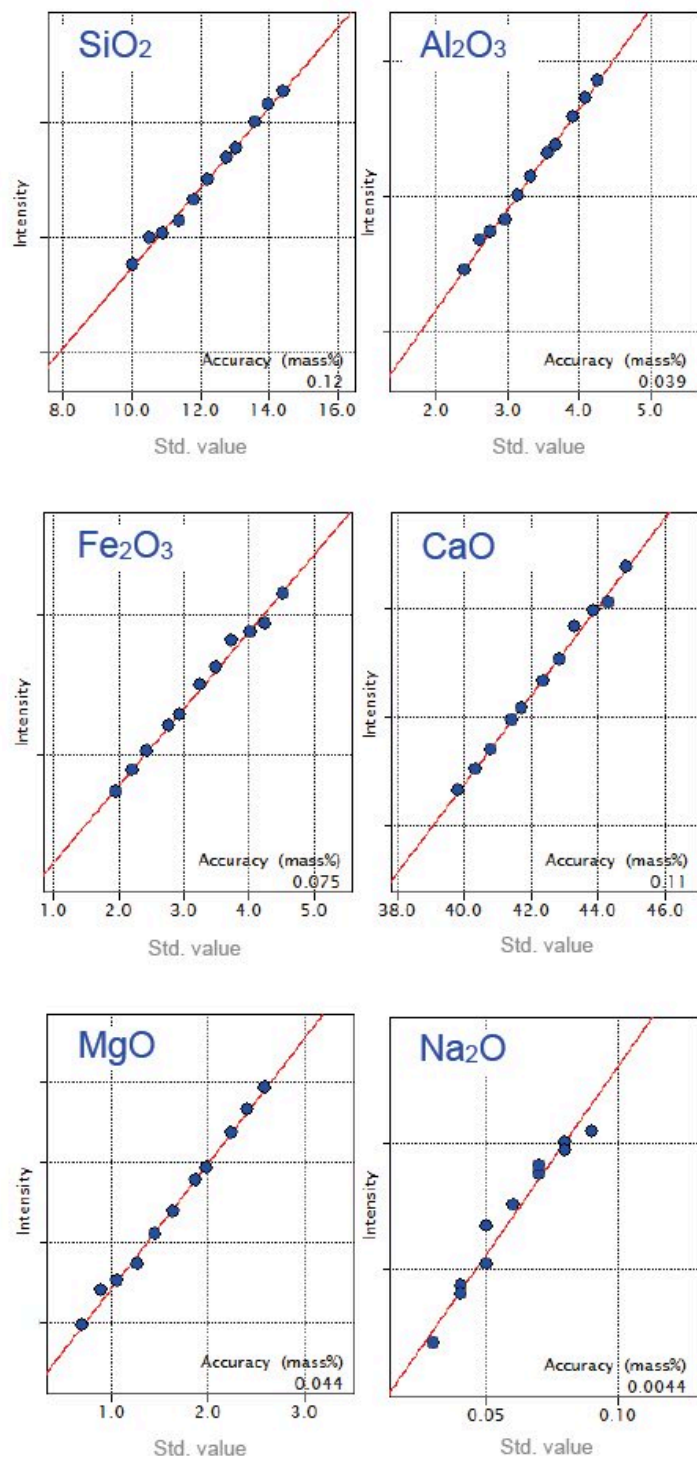 SiO₂
Intensity
Accuracy (mass%)
0.12
8.0 10.0 12.0 14.0 16.0
Std. value
Al₂O₃
Intensity
Accuracy (mass%)
0.039
2.0 3.0 4.0 5.0
Std. value
Fe₂O₃
Intensity
Accuracy (mass%)
0.075
1.0 2.0 3.0 4.0 5.0
Std. value
CaO
Intensity
Accuracy (mass%)
0.11
38.0 40.0 42.0 44.0 46.0
Std. value
MgO
Intensity
Accuracy (mass%)
0.044
1.0 2.0 3.0
Std. value
Na₂O
Intensity
Accuracy (mass%)
0.0044
0.05 0.10
Std. value